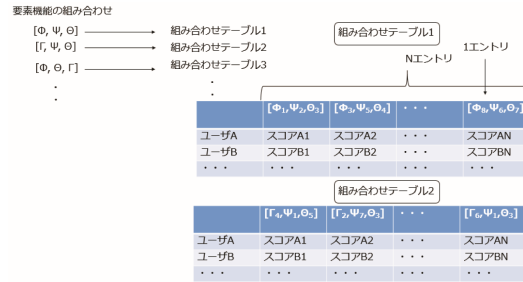 要素機能の組み合わせ
[Φ, Ψ, Θ] 組み合わせテーブル1
[Γ, Ψ, Θ] 組み合わせテーブル2
[Φ, Θ, Γ] 組み合わせテーブル3
・ ・
・ ・
組み合わせテーブル1
Nエントリ 1エントリ
[Φ₁,Ψ₂,Θ₃] [Φ₃,Ψ₅,Θ₄] ・・・ [Φ₈,Ψ₆,Θ₇]
ユーザA スコアA1 スコアA2 ・・・ スコアAN
ユーザB スコアB1 スコアB2 ・・・ スコアBN
・・・ ・・・ ・・・ ・・・ ・・・
組み合わせテーブル2
[Γ₄,Ψ₁,Θ₅] [Γ₂,Ψ₇,Θ₃] ・・・ [Γ₆,Ψ₁,Θ₃]
ユーザA スコアA1 スコアA2 ・・・ スコアAN
ユーザB スコアB1 スコアB2 ・・・ スコアBN
・・・ ・・・ ・・・ ・・・ ・・・